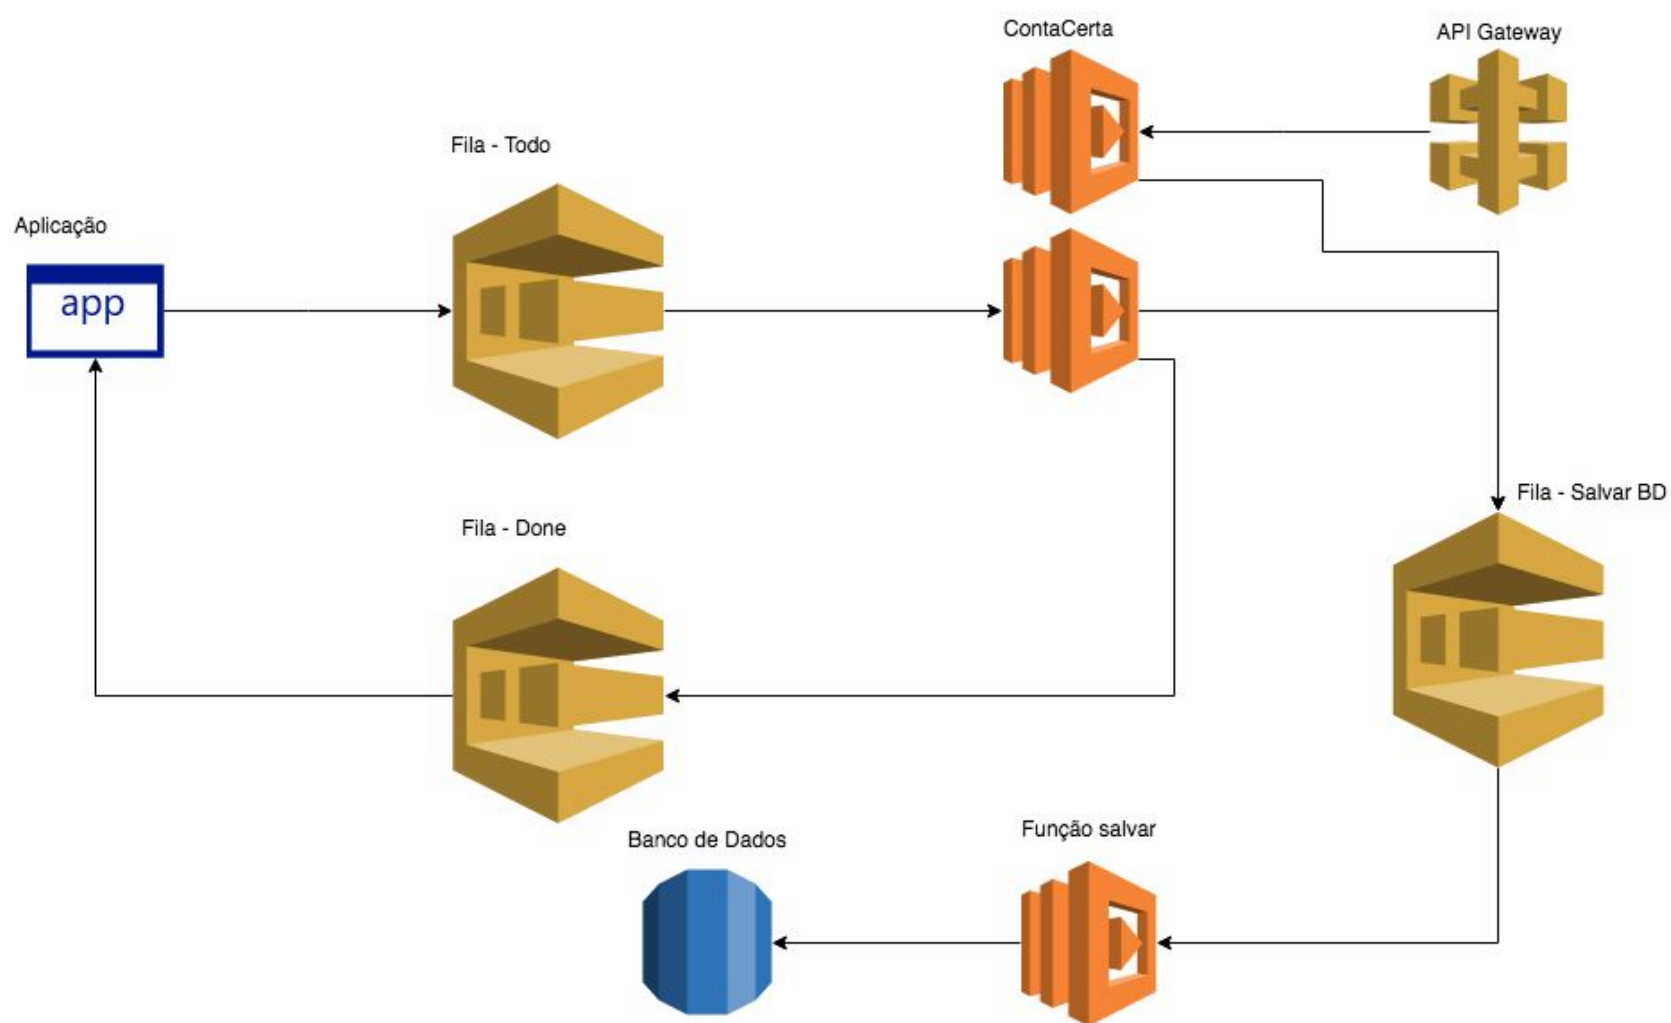 ContaCerta
API Gateway
Fila - Todo
Aplicação
app
Fila - Salvar BD
Fila - Done
Função salvar
Banco de Dados